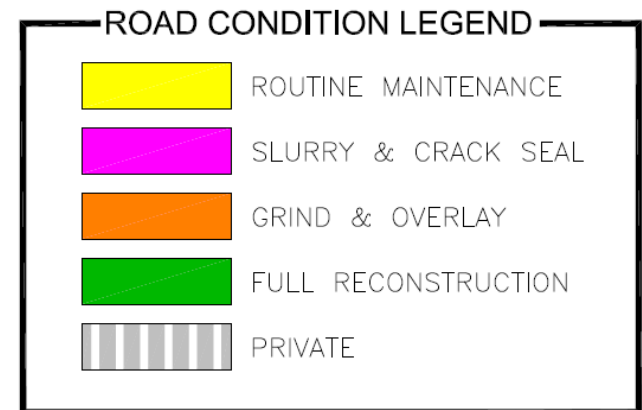 ROAD CONDITION LEGEND
ROUTINE MAINTENANCE
SLURRY & CRACK SEAL
GRIND & OVERLAY
FULL RECONSTRUCTION
PRIVATE